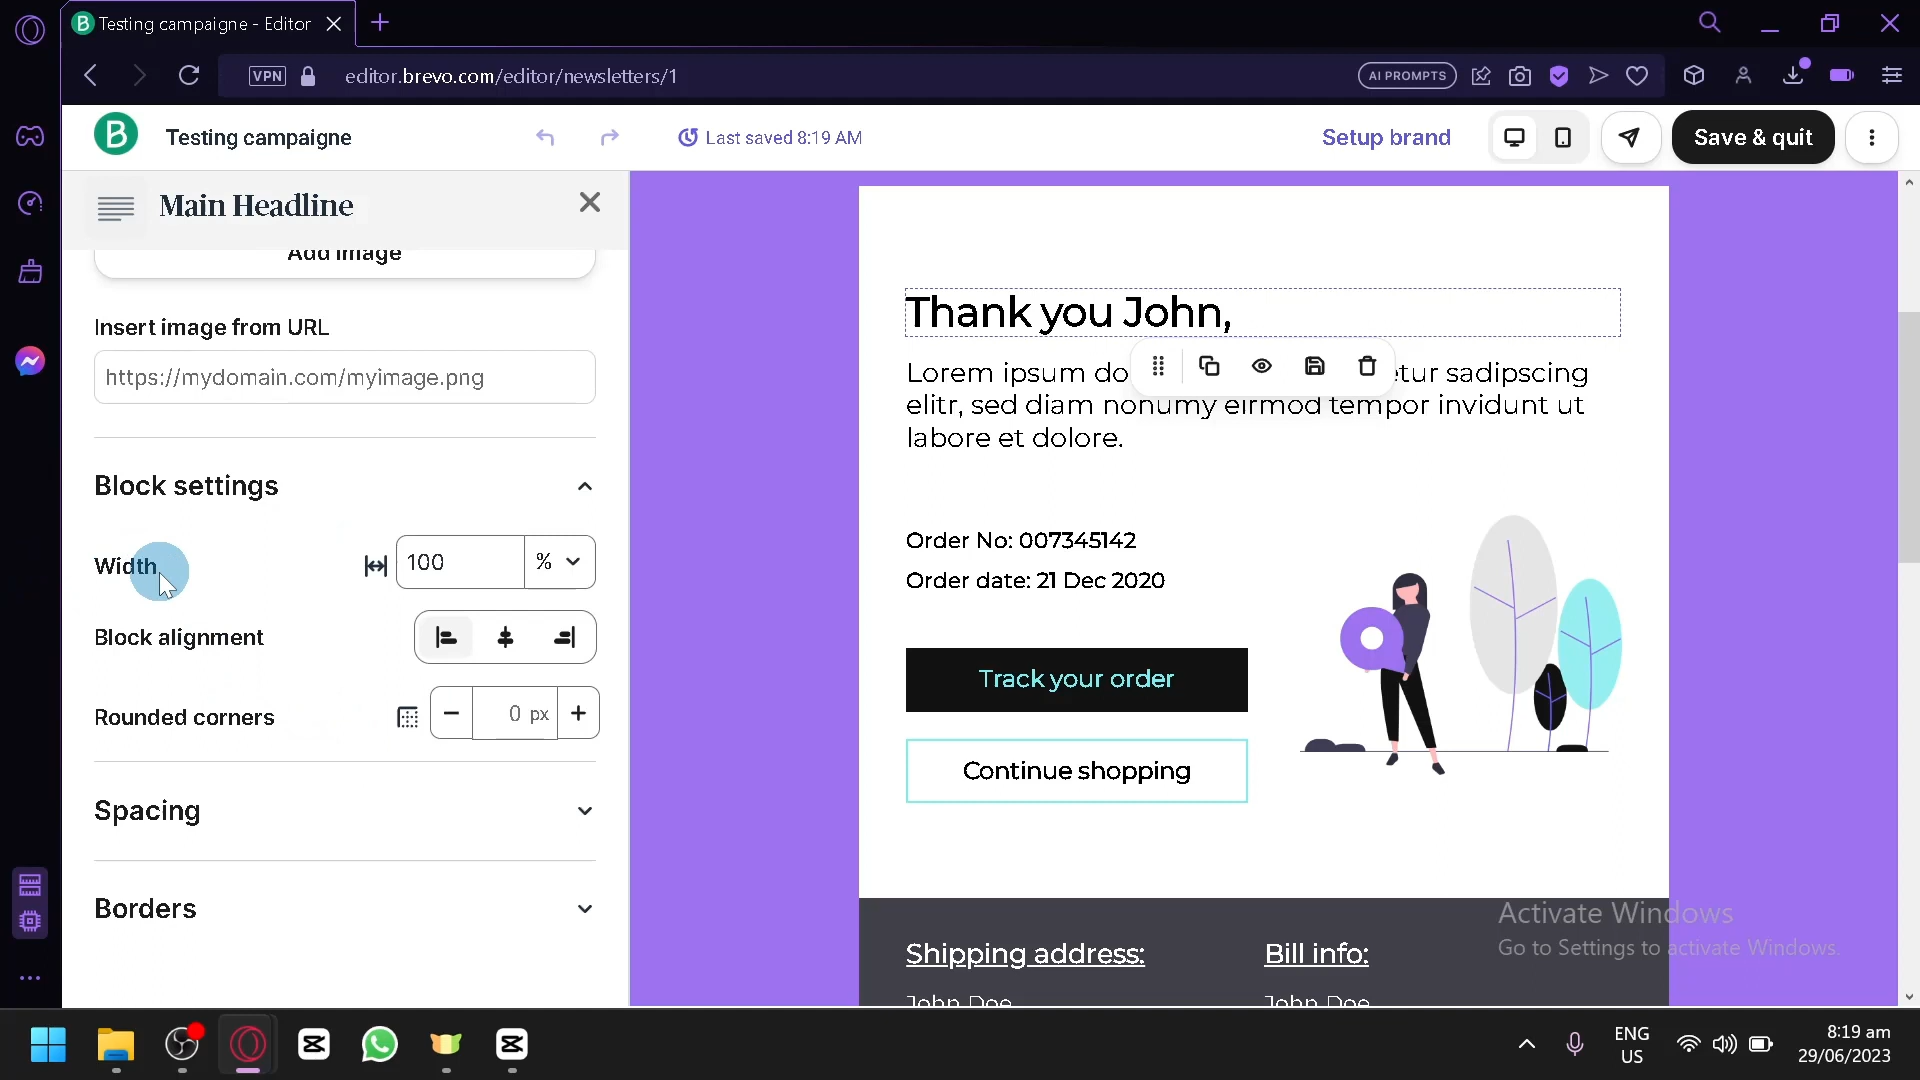 Testing campaigne - Editor
VPN
editor.brevo.com/editor/newsletters/1
AI PROMPTS
B
Testing campaigne
Last saved 8:19 AM
Setup brand
Save & quit
Main Headline
Add image
Insert image from URL
https://mydomain.com/myimage.png
Block settings
Width
100
%
Block alignment
Rounded corners
0 px
Spacing
Borders
Thank you John,
Lorem ipsum do etur sadipscing
elitr, sed diam nonumy eirmod tempor invidunt ut
labore et dolore.
Order No: 007345142
Order date: 21 Dec 2020
Track your order
Continue shopping
Shipping address:
Bill info:
John Doe
John Doe
Activate Windows
Go to Settings to activate Windows.
ENG
US
8:19 am
29/06/2023